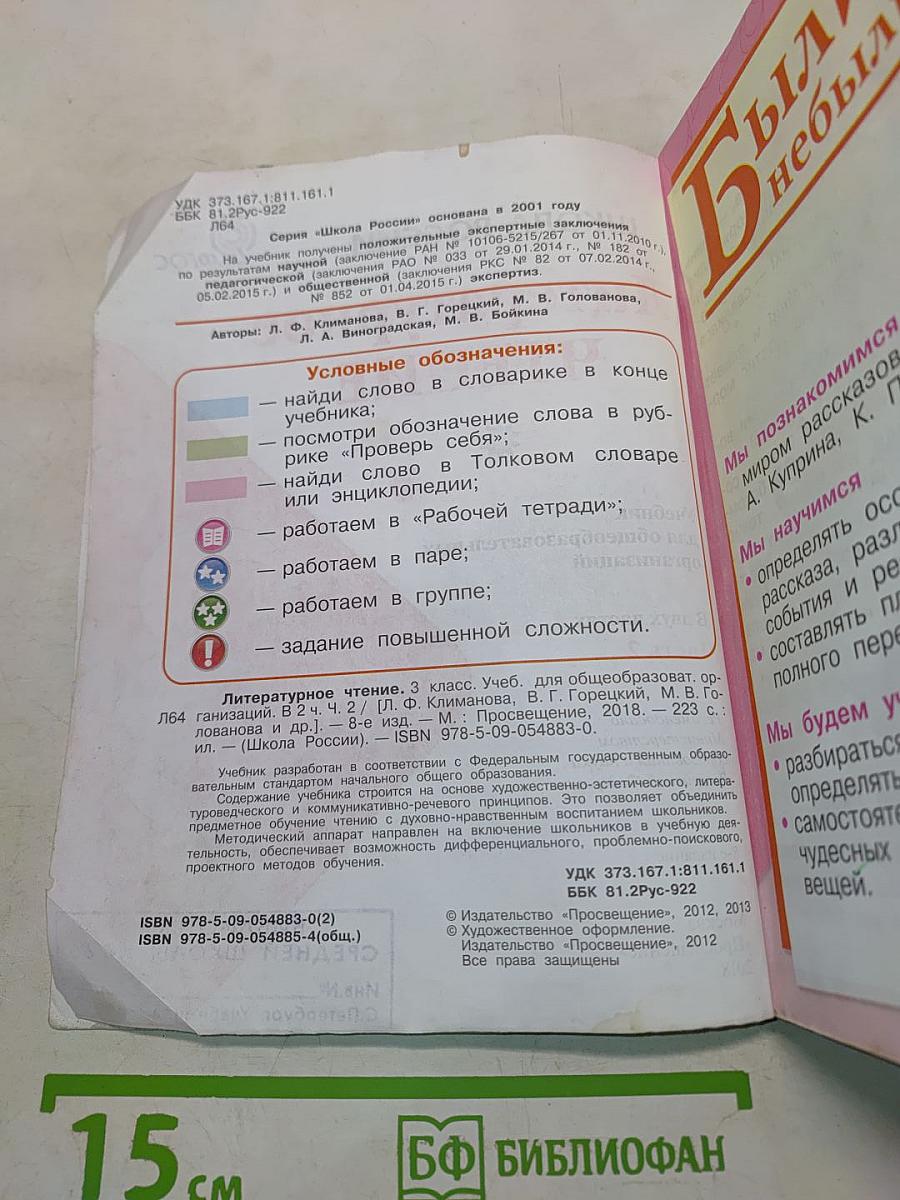 УДК 373.167.1:811.161.1
ББК 81.2Рус-922
Л64
Серия «Школа России» основана в 2001 году
На учебник получены положительные экспертные заключения
по результатам научной (заключение РАН № 10106-5215/267 от 01.11.2010 г.),
педагогической (заключения РАО № 033 от 29.01.2014 г., № 182 от
05.02.2015 г.) и общественной (заключения РКС № 82 от 07.02.2014 г.,
№ 852 от 01.04.2015 г.) экспертиз.
Авторы: Л. Ф. Климанова, В. Г. Горецкий, М. В. Голованова,
Л. А. Виноградская, М. В. Бойкина
Условные обозначения:
— найди слово в словарике в конце
учебника;
— посмотри обозначение слова в руб-
рике «Проверь себя»;
— найди слово в Толковом словаре
или энциклопедии;
— работаем в «Рабочей тетради»;
— работаем в паре;
— работаем в группе;
— задание повышенной сложности.
Литературное чтение. 3 класс. Учеб. для общеобразоват. ор-
Л64 ганизаций. В 2 ч. Ч. 2 / [Л. Ф. Климанова, В. Г. Горецкий, М. В. Го-
лованова и др.]. — 8-е изд. — М. : Просвещение, 2018. — 223 с. :
ил. — (Школа России). — ISBN 978-5-09-054883-0.
Учебник разработан в соответствии с Федеральным государственным образо-
вательным стандартом начального общего образования.
Содержание учебника строится на основе художественно-эстетического, литера-
туроведческого и коммуникативно-речевого принципов. Это позволяет объединить
предметное обучение чтению с духовно-нравственным воспитанием школьников.
Методический аппарат направлен на включение школьников в учебную дея-
тельность, обеспечивает возможность дифференциального, проблемно-поискового,
проектного методов обучения.
УДК 373.167.1:811.161.1
ББК 81.2Рус-922
ISBN 978-5-09-054883-0(2)
ISBN 978-5-09-054885-4(общ.)
© Издательство «Просвещение», 2012, 2013
© Художественное оформление.
Издательство «Просвещение», 2012
Все права защищены
Был
небыл
Мы познакомимся
миром рассказов
А. Куприна, К. П
Мы научимся
• определять осо
рассказа, разл
события и ре
• составлять пл
полного пере
Мы будем уч
• разбираться
определять
• самостояте
чудесных
вещей.
15 см
БФ БИБЛИОФАН